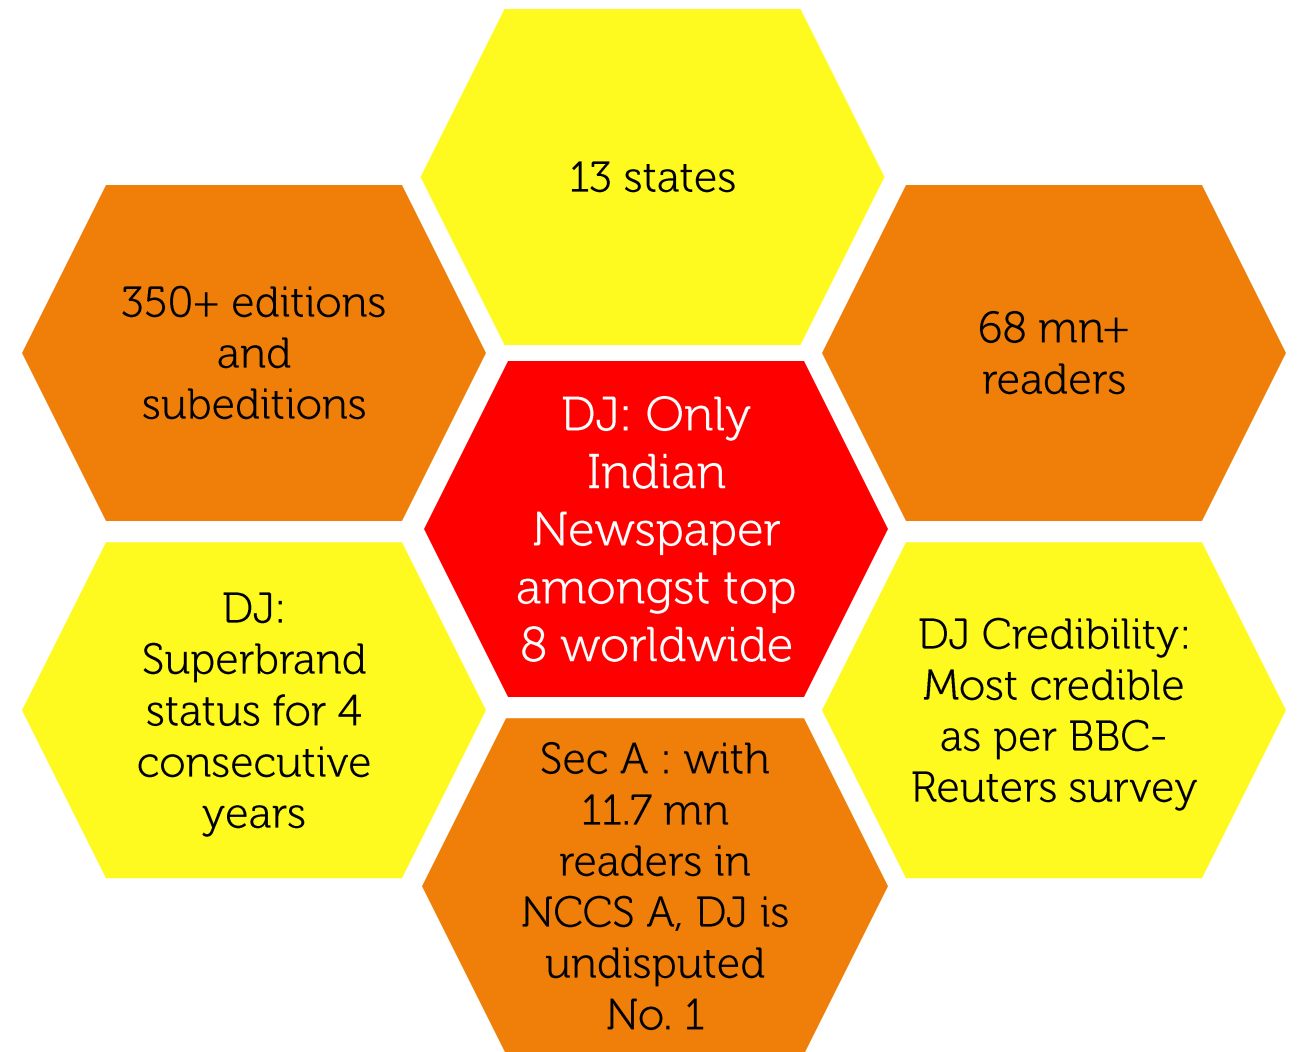 13 states
350+ editions
and
subeditions
68 mn+
readers
DJ: Only
Indian
Newspaper
amongst top
8 worldwide
DJ:
Superbrand
status for 4
consecutive
years
DJ Credibility:
Most credible
as per BBC-
Reuters survey
Sec A : with
11.7 mn
readers in
NCCS A, DJ is
undisputed
No. 1